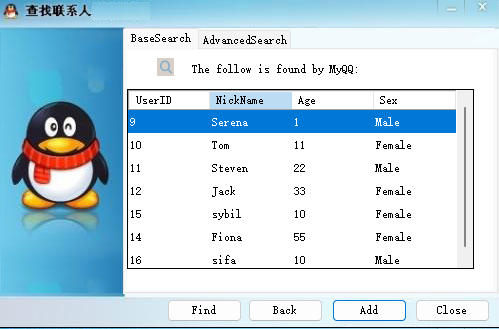 查找联系人
BaseSearch AdvancedSearch
The follow is found by MyQQ:
UserID NickName Age Sex
9 Serena 1 Male
10 Tom 11 Female
11 Steven 22 Male
12 Jack 33 Female
15 sybil 10 Female
14 Fiona 55 Female
16 sifa 10 Male
Find Back Add Close